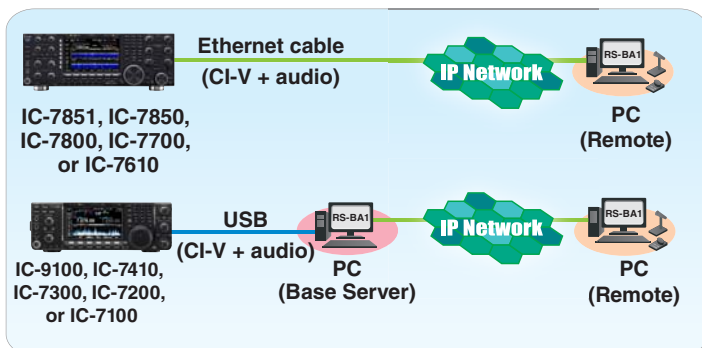 Ethernet cable
(CI-V + audio)
IP Network
RS-BA1
IC-7851, IC-7850,
IC-7800, IC-7700,
or IC-7610
PC
(Remote)
USB
(CI-V + audio)
RS-BA1
IP Network
RS-BA1
IC-9100, IC-7410,
IC-7300, IC-7200,
or IC-7100
PC
(Base Server)
PC
(Remote)